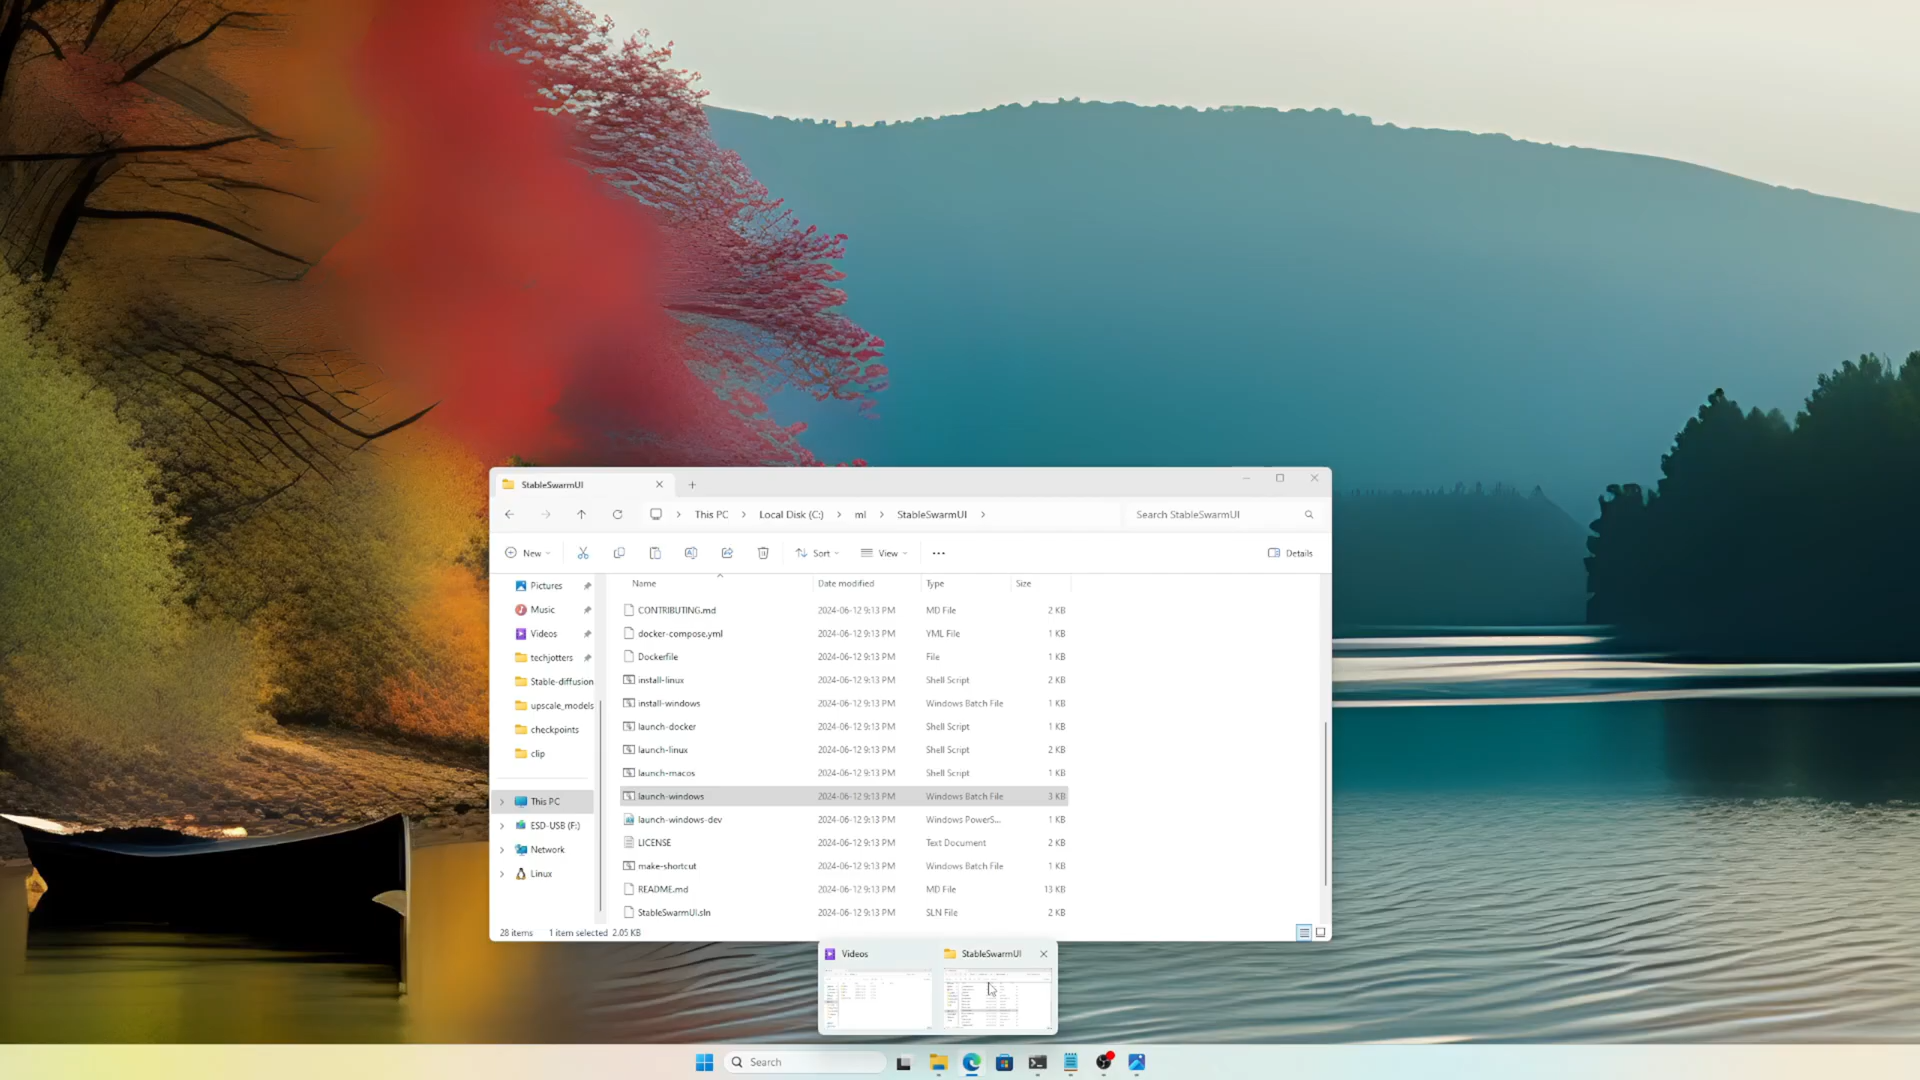 StableSwarmUI
This PC > Local Disk (C:) > ml > StableSwarmUI >
Search StableSwarmUI
New Sort View ... Details
Name Date modified Type Size
Pictures
Music
Videos
techjotters
Stable-diffusion
upscale_models
checkpoints
clip
This PC
ESD-USB (F:)
Network
Linux
CONTRIBUTING.md 2024-06-12 9:13 PM MD File 2 KB
docker-compose.yml 2024-06-12 9:13 PM YML File 1 KB
Dockerfile 2024-06-12 9:13 PM File 1 KB
install-linux 2024-06-12 9:13 PM Shell Script 2 KB
install-windows 2024-06-12 9:13 PM Windows Batch File 1 KB
launch-docker 2024-06-12 9:13 PM Shell Script 1 KB
launch-linux 2024-06-12 9:13 PM Shell Script 2 KB
launch-macos 2024-06-12 9:13 PM Shell Script 1 KB
launch-windows 2024-06-12 9:13 PM Windows Batch File 3 KB
launch-windows-dev 2024-06-12 9:13 PM Windows PowerS... 1 KB
LICENSE 2024-06-12 9:13 PM Text Document 2 KB
make-shortcut 2024-06-12 9:13 PM Windows Batch File 1 KB
README.md 2024-06-12 9:13 PM MD File 13 KB
StableSwarmUI.sln 2024-06-12 9:13 PM SLN File 2 KB
28 items 1 item selected 2.05 KB
Videos StableSwarmUI
Search